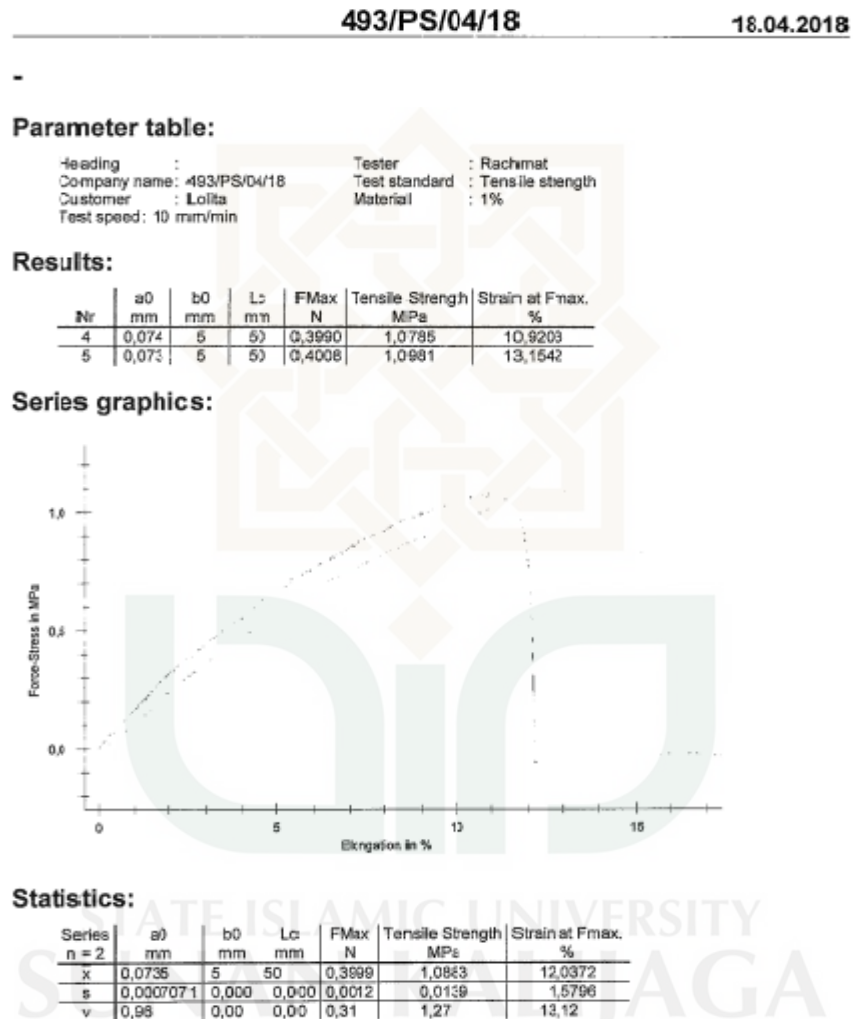 493/PS/04/18 18.04.2018
-
Parameter table:
Heading : Tester : Rachmat
Company name: 493/PS/04/18 Test standard : Tensile strength
Customer : Lolita Material : 1%
Test speed: 10 mm/min
Results:
a0 b0 Lc FMax Tensile Strength Strain at Fmax.
Nr mm mm mm N MPa %
4 0,074 5 50 0,3990 1,0785 10,9203
5 0,073 5 50 0,4008 1,0981 13,1542
Series graphics:
1,0
0,5
0,0
Force-Stress in MPa
0 5 10 15
Elongation in %
Statistics:
STATE ISLAMIC UNIVERSITY
SUNAN KALIJAGA
Series a0 b0 Lc FMax Tensile Strength Strain at Fmax.
n = 2 mm mm mm N MPa %
x 0,0735 5 50 0,3999 1,0883 12,0372
s 0,0007071 0,000 0,000 0,0012 0,0139 1,5796
v 0,96 0,00 0,00 0,31 1,27 13,12